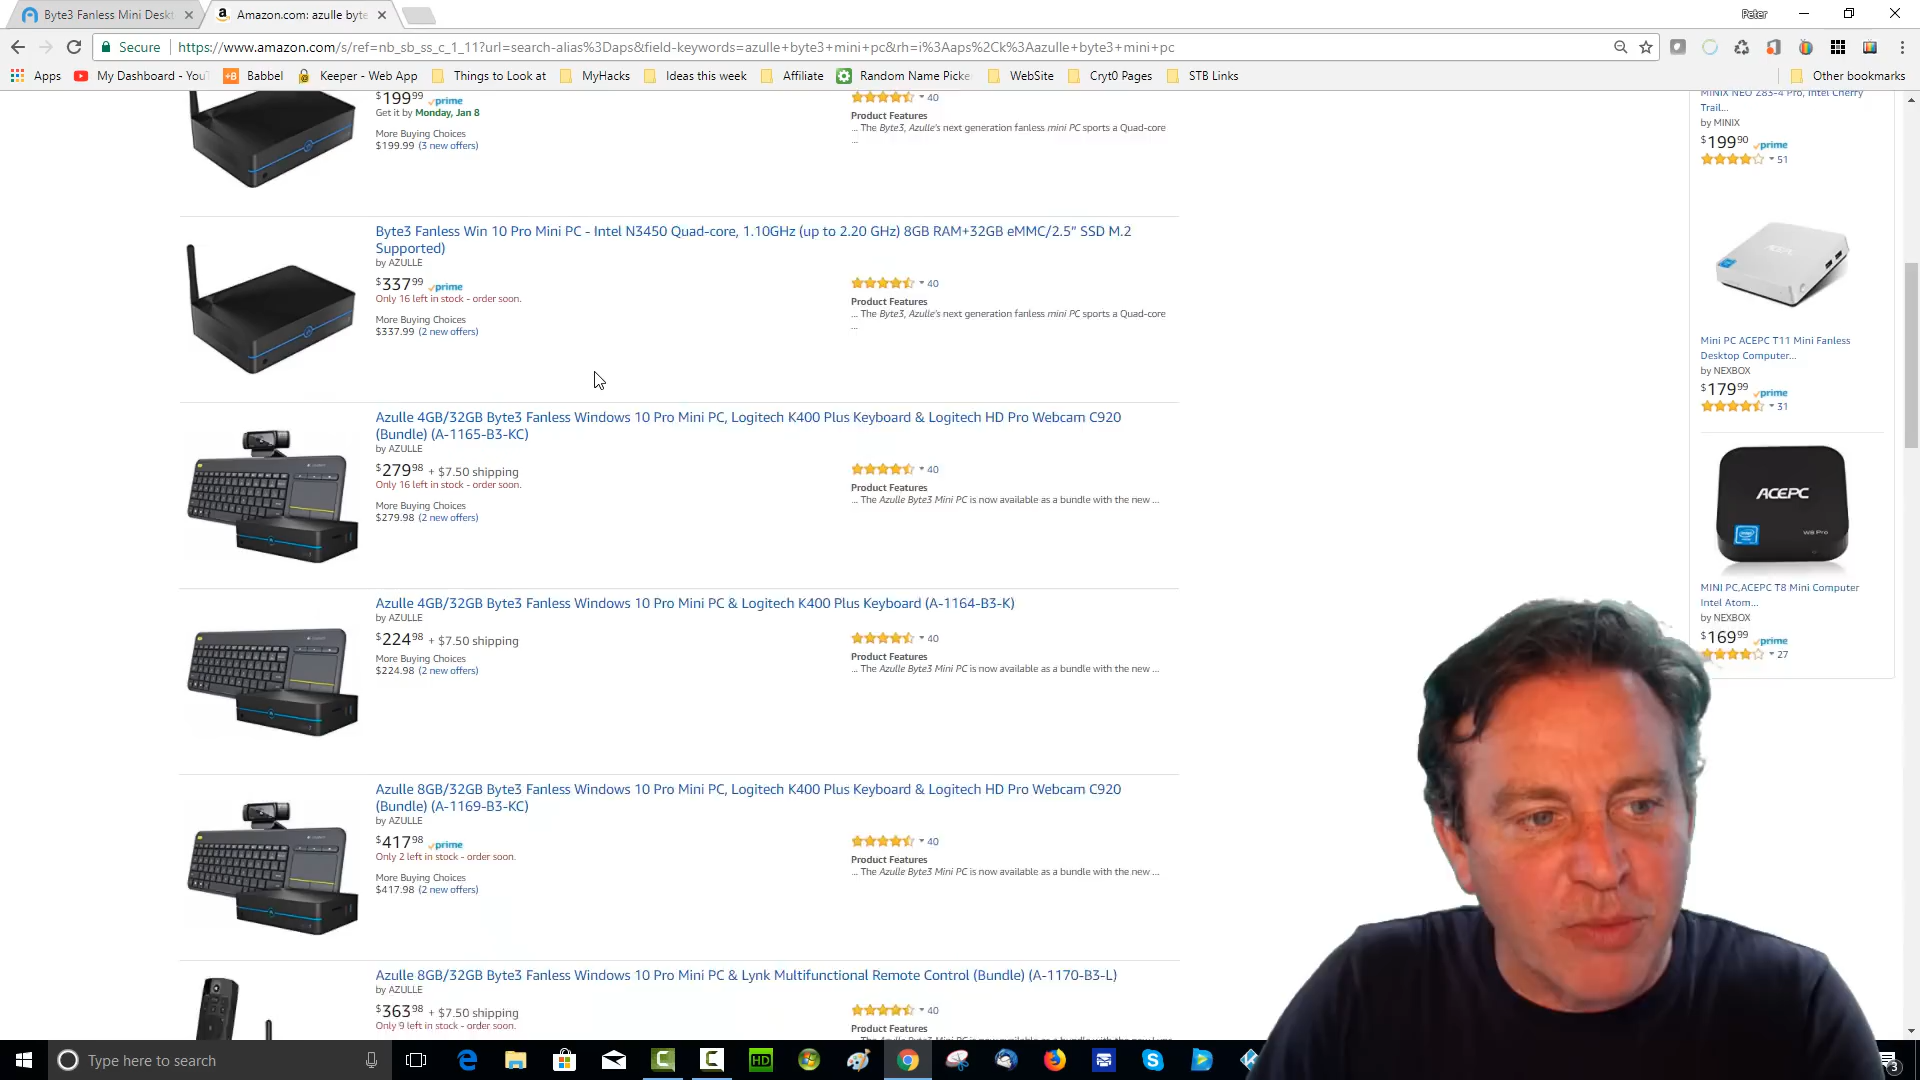 Byte3 Fanless Mini Deskt
Amazon.com: azulle byte
Peter
Secure
https://www.amazon.com/s/ref=nb_sb_ss_c_1_11?url=search-alias%3Daps&field-keywords=azulle+byte3+mini+pc&rh=i%3Aaps%2Ck%3Aazulle+byte3+mini+pc
Apps
My Dashboard - You
Babbel
Keeper - Web App
Things to Look at
MyHacks
Ideas this week
Affiliate
Random Name Picke
WebSite
Cryt0 Pages
STB Links
Other bookmarks
$199 99 prime
Get it by Monday, Jan 8
More Buying Choices
$199.99 (3 new offers)
40
Product Features
... The Byte3, Azulle's next generation fanless mini PC sports a Quad-core
...
Byte3 Fanless Win 10 Pro Mini PC - Intel N3450 Quad-core, 1.10GHz (up to 2.20 GHz) 8GB RAM+32GB eMMC/2.5" SSD M.2
Supported)
by AZULLE
$337 99 prime
Only 16 left in stock - order soon.
More Buying Choices
$337.99 (2 new offers)
40
Product Features
... The Byte3, Azulle's next generation fanless mini PC sports a Quad-core
...
Azulle 4GB/32GB Byte3 Fanless Windows 10 Pro Mini PC, Logitech K400 Plus Keyboard & Logitech HD Pro Webcam C920
(Bundle) (A-1165-B3-KC)
by AZULLE
$279 98 + $7.50 shipping
Only 16 left in stock - order soon.
More Buying Choices
$279.98 (2 new offers)
40
Product Features
... The Azulle Byte3 Mini PC is now available as a bundle with the new ...
Azulle 4GB/32GB Byte3 Fanless Windows 10 Pro Mini PC & Logitech K400 Plus Keyboard (A-1164-B3-K)
by AZULLE
$224 98 + $7.50 shipping
More Buying Choices
$224.98 (2 new offers)
40
Product Features
... The Azulle Byte3 Mini PC is now available as a bundle with the new ...
Azulle 8GB/32GB Byte3 Fanless Windows 10 Pro Mini PC, Logitech K400 Plus Keyboard & Logitech HD Pro Webcam C920
(Bundle) (A-1169-B3-KC)
by AZULLE
$417 98 prime
Only 2 left in stock - order soon.
More Buying Choices
$417.98 (2 new offers)
40
Product Features
... The Azulle Byte3 Mini PC is now available as a bundle with the new ...
Azulle 8GB/32GB Byte3 Fanless Windows 10 Pro Mini PC & Lynk Multifunctional Remote Control (Bundle) (A-1170-B3-L)
by AZULLE
$363 98 + $7.50 shipping
Only 9 left in stock - order soon.
40
Product Features
MINIX NEO Z83-4 Pro, Intel Cherry
Trail...
by MINIX
$199 90 prime
51
Mini PC ACEPC T11 Mini Fanless
Desktop Computer...
by NEXBOX
$179 99 prime
31
ACEPC
W8 Pro
MINI PC,ACEPC T8 Mini Computer
Intel Atom...
by NEXBOX
$169 99 prime
27
Type here to search
HD
3